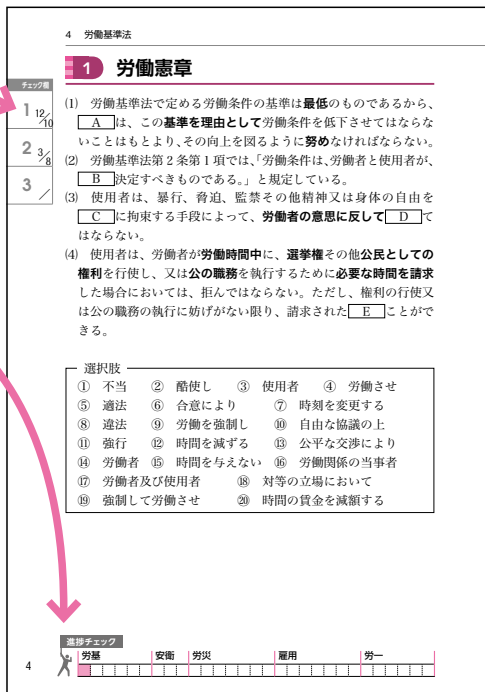 4　労働基準法
1　労働憲章
チェック欄
1 12/10
2 3/8
3 /
(1)　労働基準法で定める労働条件の基準は最低のものであるから、
A は、この基準を理由として労働条件を低下させてはならな
いことはもとより、その向上を図るように努めなければならない。
(2)　労働基準法第2条第1項では、「労働条件は、労働者と使用者が、
B 決定すべきものである。」と規定している。
(3)　使用者は、暴行、脅迫、監禁その他精神又は身体の自由を
C に拘束する手段によって、労働者の意思に反して D て
はならない。
(4)　使用者は、労働者が労働時間中に、選挙権その他公民としての
権利を行使し、又は公の職務を執行するために必要な時間を請求
した場合においては、拒んではならない。ただし、権利の行使又
は公の職務の執行に妨げがない限り、請求された E ことがで
きる。
選択肢
①　不当　②　酷使し　③　使用者　④　労働させ
⑤　適法　⑥　合意により　⑦　時刻を変更する
⑧　違法　⑨　労働を強制し　⑩　自由な協議の上
⑪　強行　⑫　時間を減ずる　⑬　公平な交渉により
⑭　労働者　⑮　時間を与えない　⑯　労働関係の当事者
⑰　労働者及び使用者　⑱　対等の立場において
⑲　強制して労働させ　⑳　時間の賃金を減額する
進捗チェック
労基　安衛　労災　雇用　労一
4